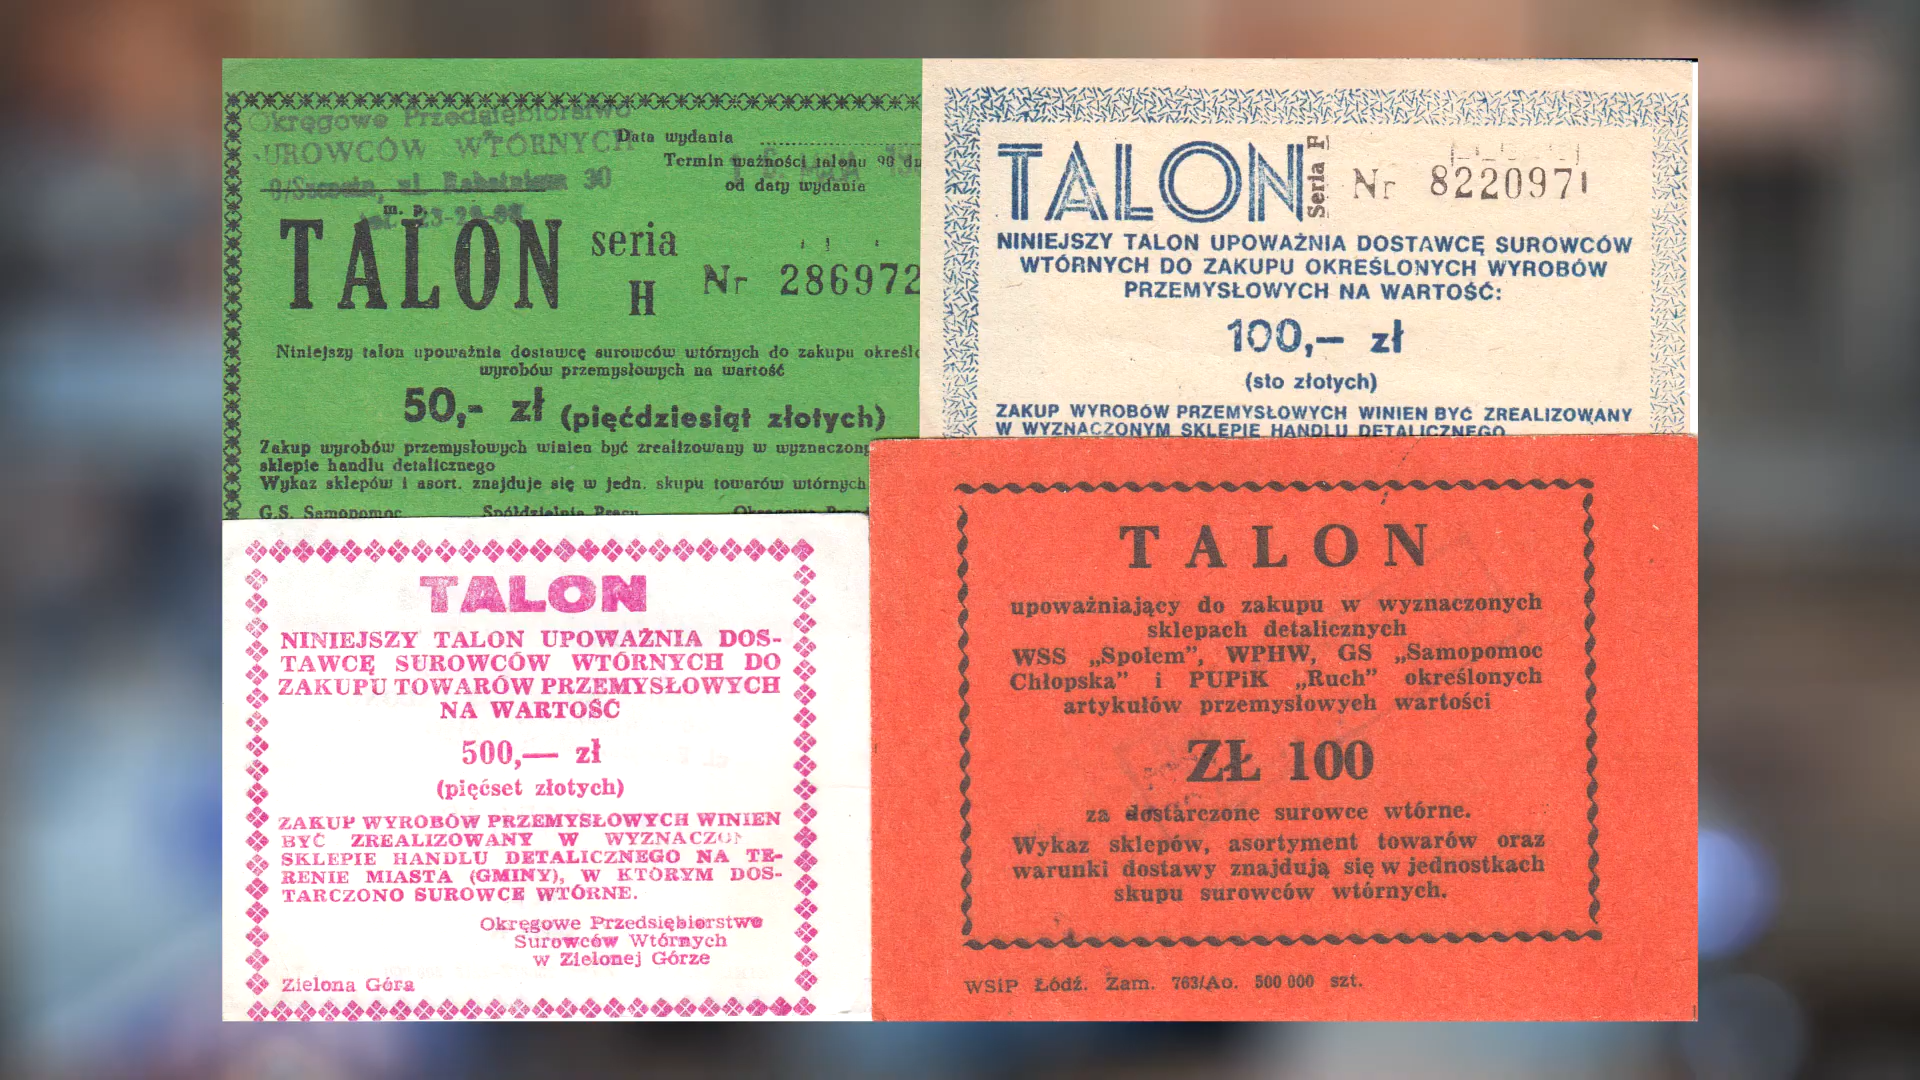 Okręgowe Przedsiębiorstwo
SUROWCÓW WTÓRNYCH
30
Data wydania
Termin ważności talonu 90 dn
od daty wydania
m. p.
TALON seria
H
Nr 286972
Niniejszy talon upoważnia dostawcę surowców wtórnych do zakupu określo
wyrobów przemysłowych na wartość
50,- zł (pięćdziesiąt złotych)
Zakup wyrobów przemysłowych winien być zrealizowany w wyznaczony
sklepie handlu detalicznego
Wykaz sklepów i asort. znajduje się w jedn. skupu towarów wtórnych
G.S. Samopomoc Spółdzielnia Pracy
TALON Seria F Nr 8220971
NINIEJSZY TALON UPOWAŻNIA DOSTAWCĘ SUROWCÓW
WTÓRNYCH DO ZAKUPU OKREŚLONYCH WYROBÓW
PRZEMYSŁOWYCH NA WARTOŚĆ:
100,— zł
(sto złotych)
ZAKUP WYROBÓW PRZEMYSŁOWYCH WINIEN BYĆ ZREALIZOWANY
W WYZNACZONYM SKLEPIE HANDLU DETALICZNEGO
TALON
NINIEJSZY TALON UPOWAŻNIA DOS-
TAWCĘ SUROWCÓW WTÓRNYCH DO
ZAKUPU TOWARÓW PRZEMYSŁOWYCH
NA WARTOŚĆ
500,— zł
(pięćset złotych)
ZAKUP WYROBÓW PRZEMYSŁOWYCH WINIEN
BYĆ ZREALIZOWANY W WYZNACZON
SKLEPIE HANDLU DETALICZNEGO NA TE-
RENIE MIASTA (GMINY), W KTÓRYM DOS-
TARCZONO SUROWCE WTÓRNE.
Okręgowe Przedsiębiorstwo
Surowców Wtórnych
w Zielonej Górze
Zielona Góra
TALON
upoważniający do zakupu w wyznaczonych
sklepach detalicznych
WSS „Społem”, WPHW, GS „Samopomoc
Chłopska” i PUPiK „Ruch” określonych
artykułów przemysłowych wartości
ZŁ 100
za dostarczone surowce wtórne.
Wykaz sklepów, asortyment towarów oraz
warunki dostawy znajdują się w jednostkach
skupu surowców wtórnych.
WSiP Łódź. Zam. 763/Ao. 500 000 szt.